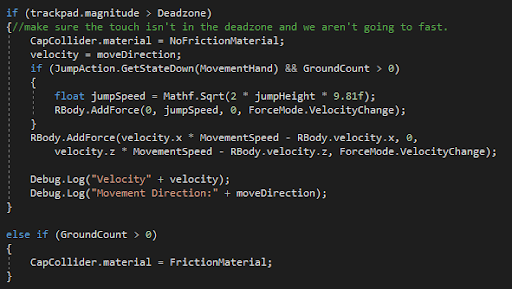 if (trackpad.magnitude > Deadzone)
{//make sure the touch isn't in the deadzone and we aren't going to fast.
CapCollider.material = NoFrictionMaterial;
velocity = moveDirection;
if (JumpAction.GetStateDown(MovementHand) && GroundCount > 0)
{
float jumpSpeed = Mathf.Sqrt(2 * jumpHeight * 9.81f);
RBody.AddForce(0, jumpSpeed, 0, ForceMode.VelocityChange);
}
RBody.AddForce(velocity.x * MovementSpeed - RBody.velocity.x, 0,
velocity.z * MovementSpeed - RBody.velocity.z, ForceMode.VelocityChange);
Debug.Log("Velocity" + velocity);
Debug.Log("Movement Direction:" + moveDirection);
}
else if (GroundCount > 0)
{
CapCollider.material = FrictionMaterial;
}